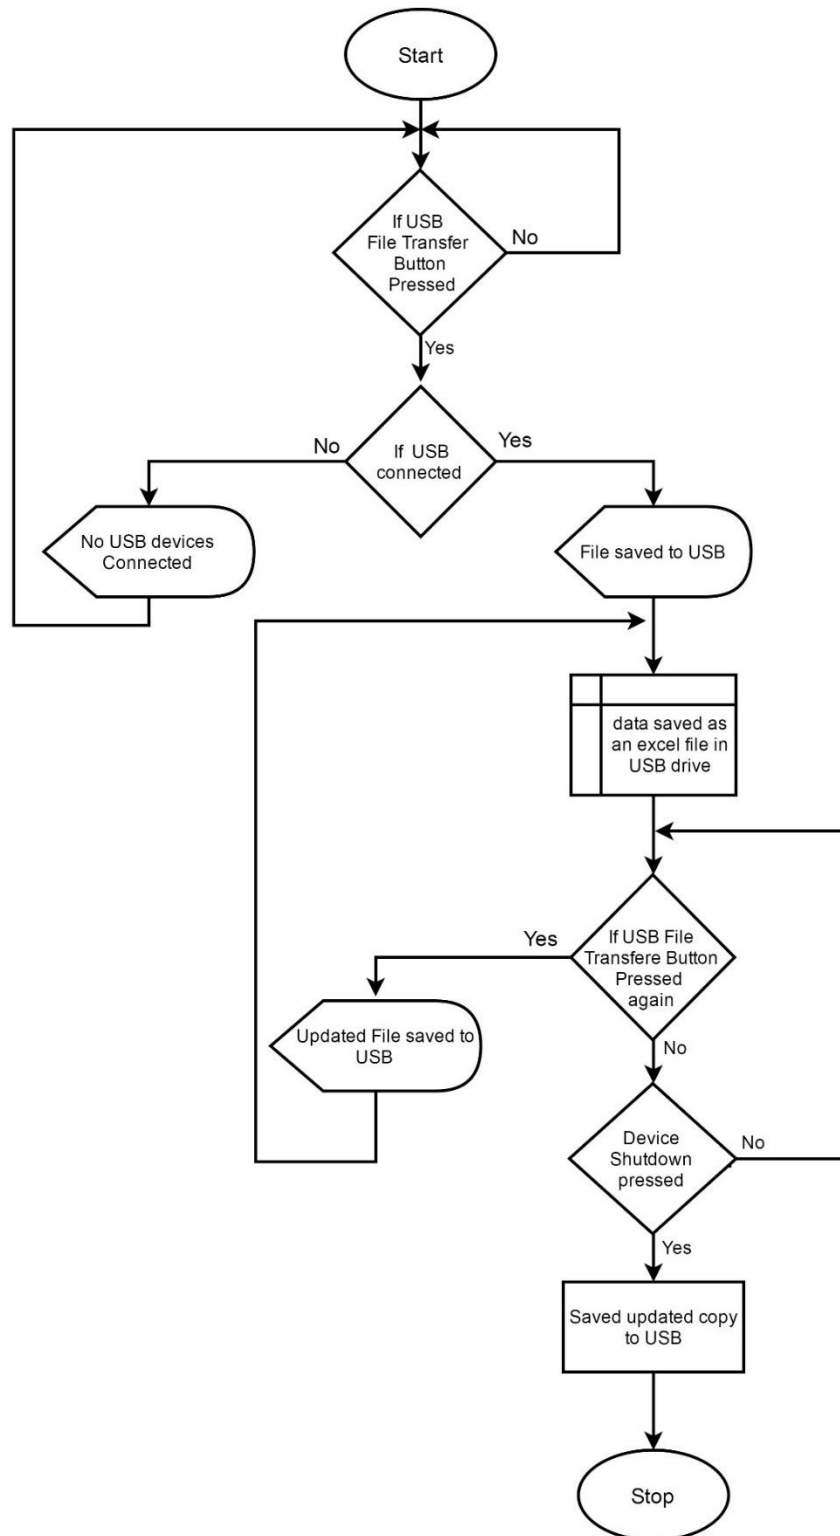 Start
If USB
File Transfer
Button
Pressed
No
Yes
If USB
connected
No
Yes
No USB devices
Connected
File saved to USB
data saved as
an excel file in
USB drive
If USB File
Transfere Button
Pressed
again
Yes
No
Updated File saved to
USB
Device
Shutdown
pressed
No
Yes
Saved updated copy
to USB
Stop